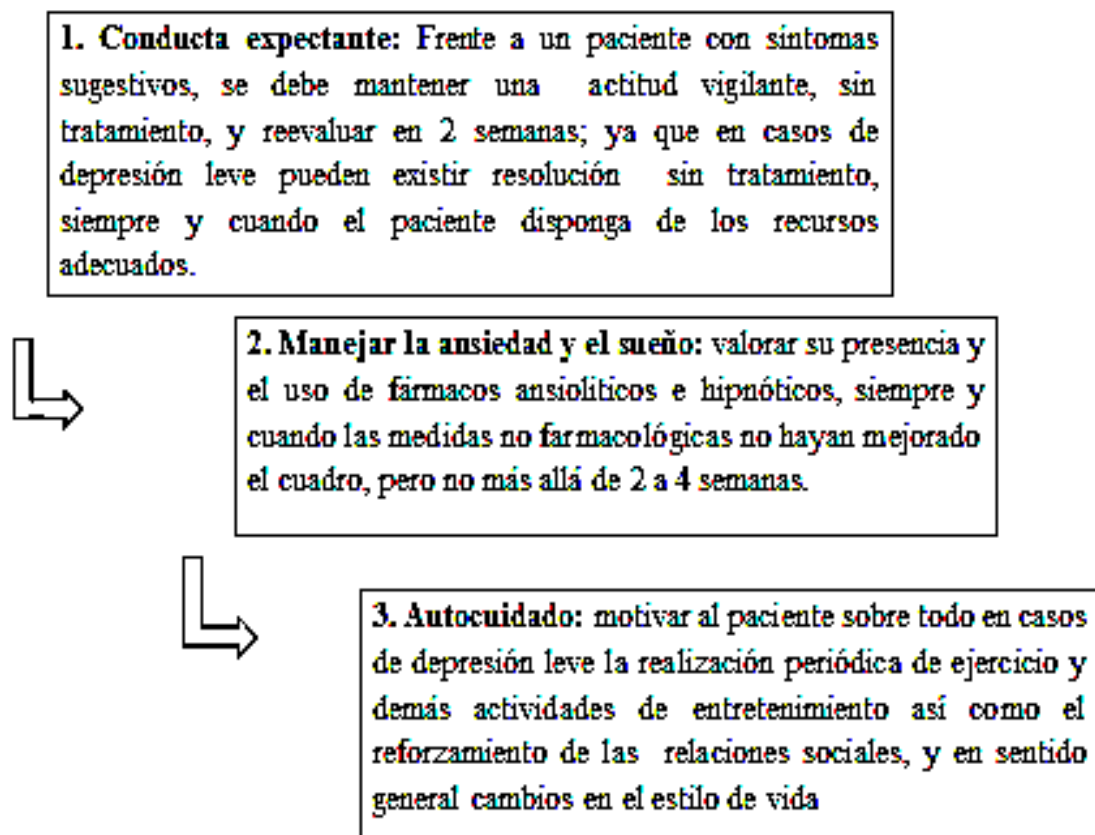 1. Conducta expectante: Frente a un paciente con síntomas
sugestivos, se debe mantener una actitud vigilante, sin
tratamiento, y reevaluar en 2 semanas; ya que en casos de
depresión leve pueden existir resolución sin tratamiento,
siempre y cuando el paciente disponga de los recursos
adecuados.
2. Manejar la ansiedad y el sueño: valorar su presencia y
el uso de fármacos ansiolíticos e hipnóticos, siempre y
cuando las medidas no farmacológicas no hayan mejorado
el cuadro, pero no más allá de 2 a 4 semanas.
3. Autocuidado: motivar al paciente sobre todo en casos
de depresión leve la realización periódica de ejercicio y
demás actividades de entretenimiento así como el
reforzamiento de las relaciones sociales, y en sentido
general cambios en el estilo de vida